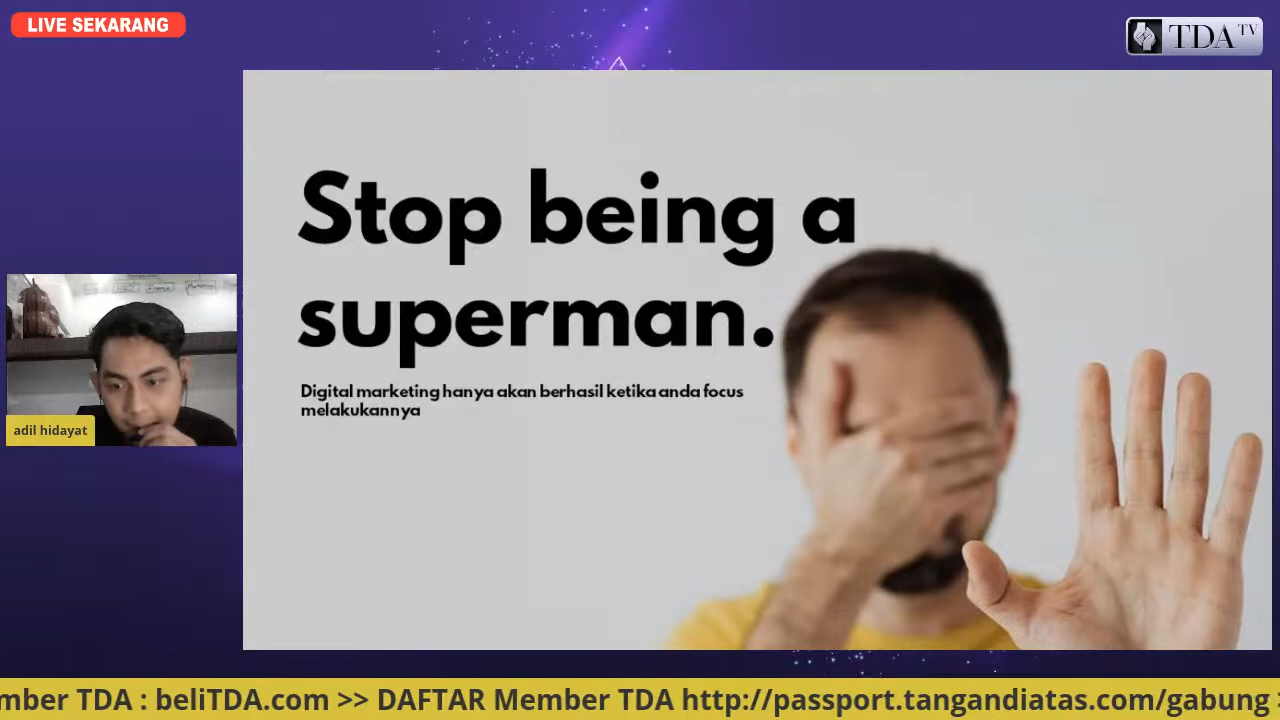 LIVE SEKARANG
TDA TV
Stop being a
superman.
Digital marketing hanya akan berhasil ketika anda focus
melakukannya
adil hidayat
mber TDA : beliTDA.com >> DAFTAR Member TDA http://passport.tangandiatas.com/gabung